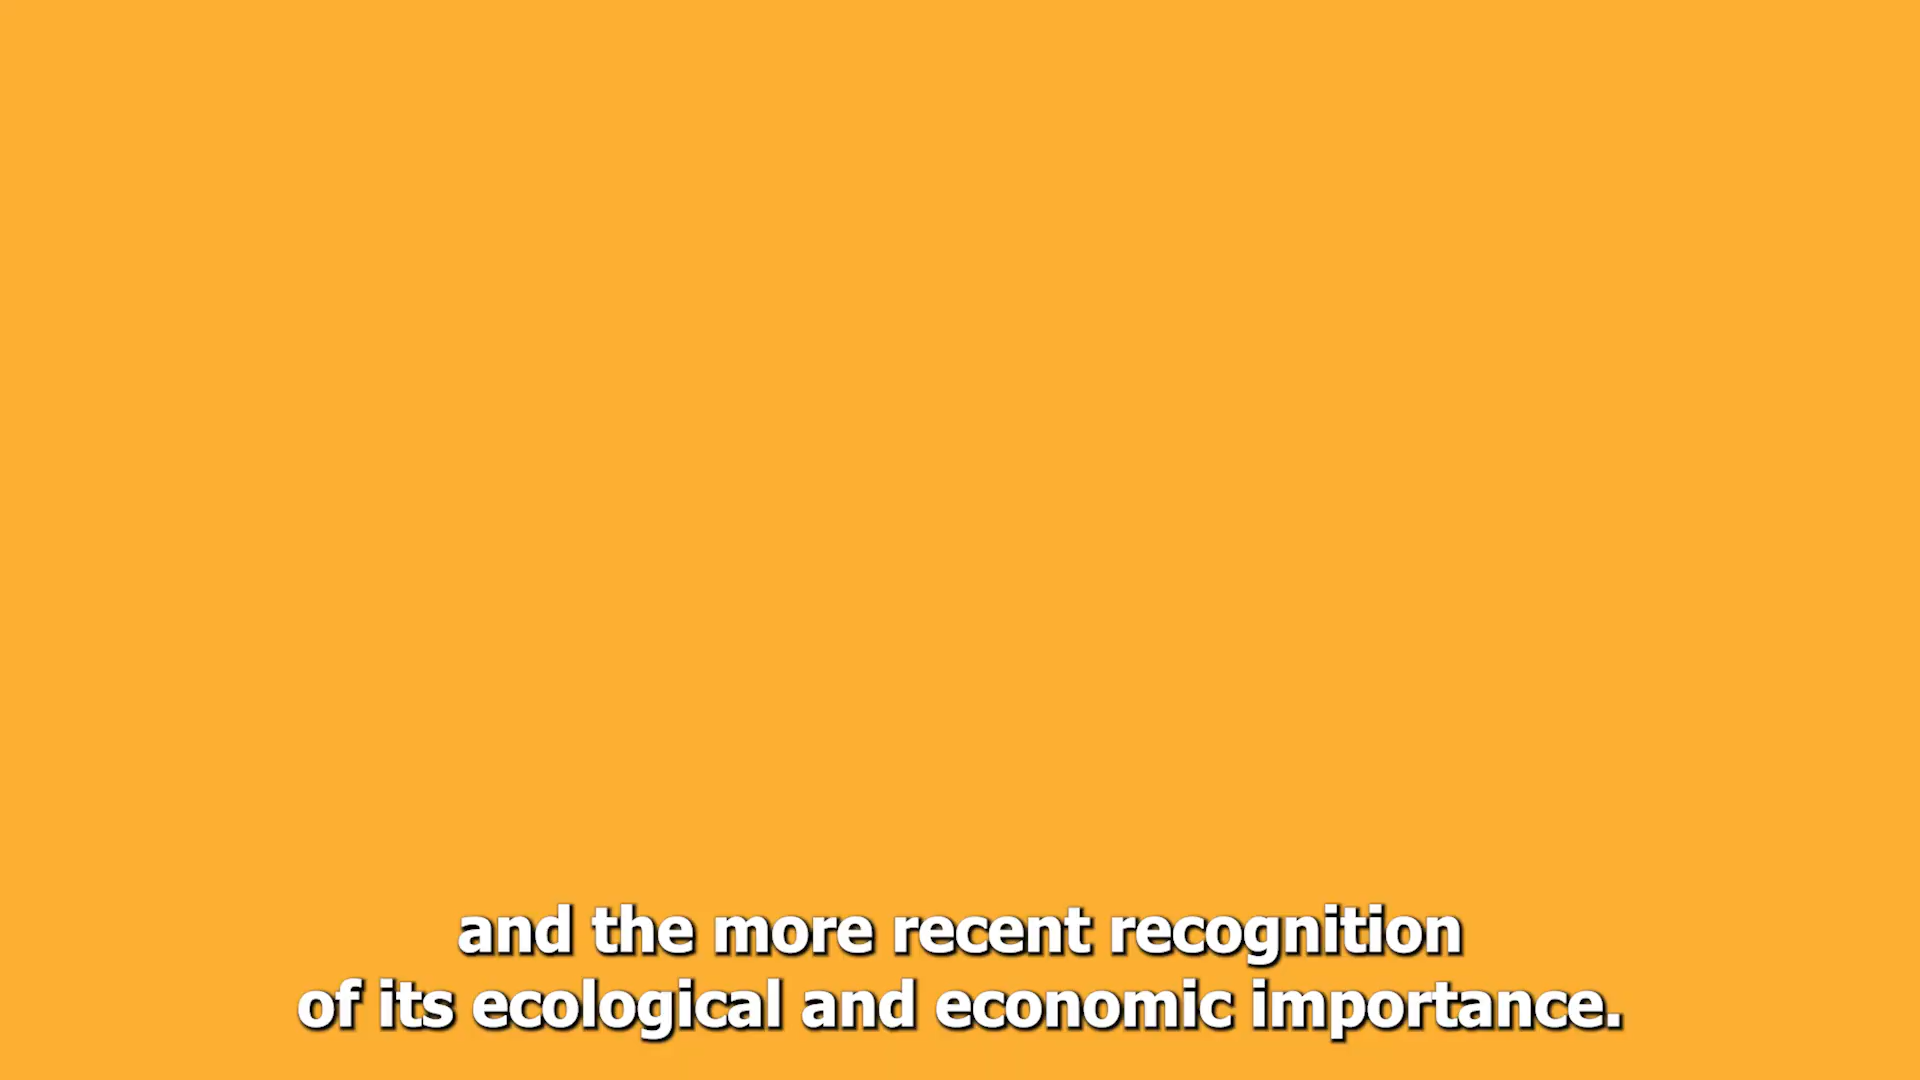 and the more recent recognition
of its ecological and economic importance.